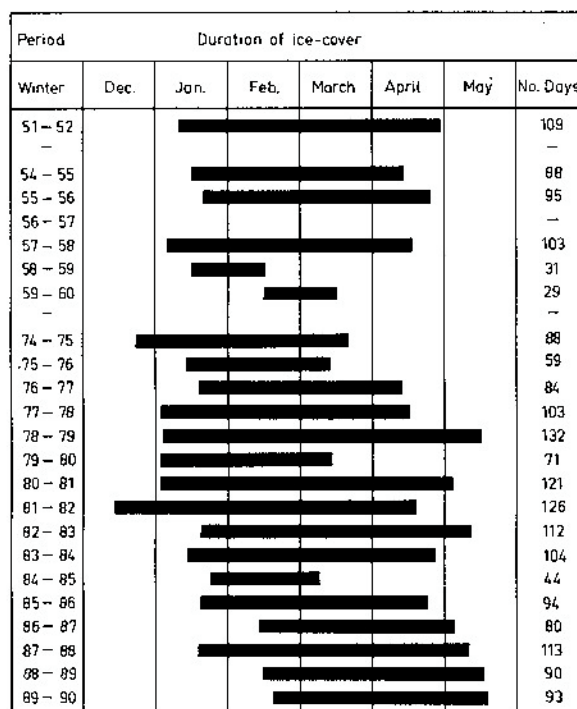 Period Duration of ice-cover
Winter Dec. Jan. Feb. March April May No. Days
51 – 52 109
–
54 – 55 88
55 – 56 95
56 – 57 –
57 – 58 103
58 – 59 31
59 – 60 29
– –
74 – 75 88
75 – 76 59
76 – 77 84
77 – 78 103
78 – 79 132
79 – 80 71
80 – 81 121
81 – 82 126
82 – 83 112
83 – 84 104
84 – 85 44
85 – 86 94
86 – 87 80
87 – 88 113
88 – 89 90
89 – 90 93